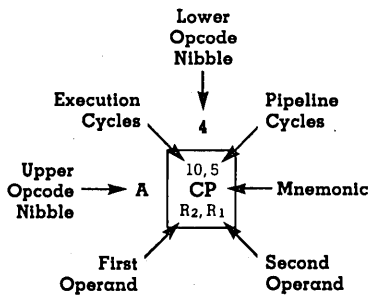 Lower
Opcode
Nibble
Execution
Cycles
Pipeline
Cycles
4
Upper
Opcode
Nibble
A
10, 5
CP
R2, R1
Mnemonic
First
Operand
Second
Operand